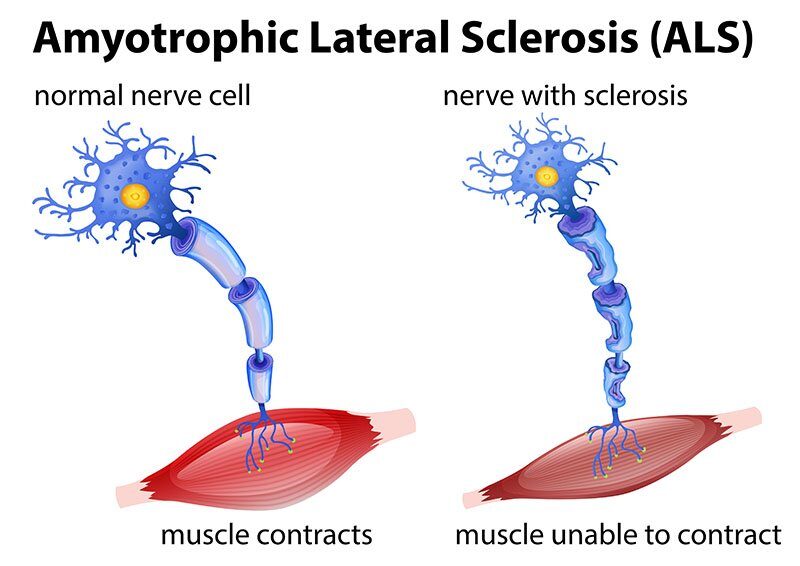 Amyotrophic Lateral Sclerosis (ALS)
normal nerve cell
nerve with sclerosis
muscle contracts
muscle unable to contract